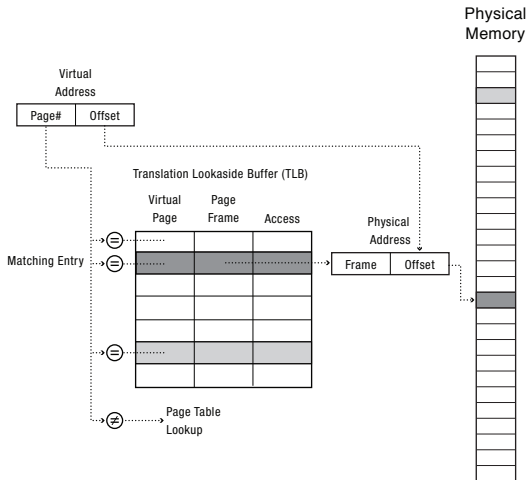 Physical
Memory
Virtual
Address
Page#
Offset
Translation Lookaside Buffer (TLB)
Virtual
Page
Page
Frame
Access
Physical
Address
=
Matching Entry
=
Frame
Offset
=
≠
Page Table
Lookup